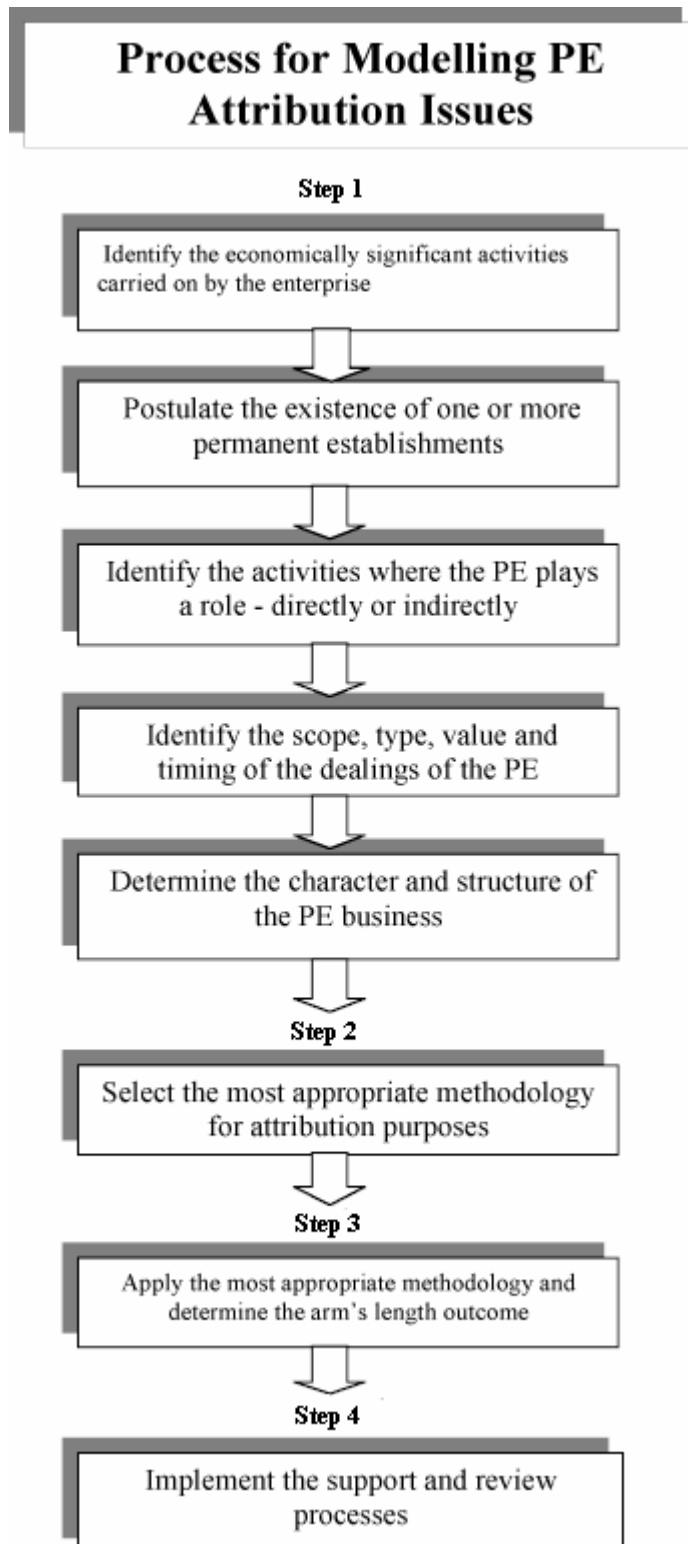 Process for Modelling PE
Attribution Issues
Step 1
Identify the economically significant activities
carried on by the enterprise
Postulate the existence of one or more
permanent establishments
Identify the activities where the PE plays
a role - directly or indirectly
Identify the scope, type, value and
timing of the dealings of the PE
Determine the character and structure of
the PE business
Step 2
Select the most appropriate methodology
for attribution purposes
Step 3
Apply the most appropriate methodology and
determine the arm's length outcome
Step 4
Implement the support and review
processes